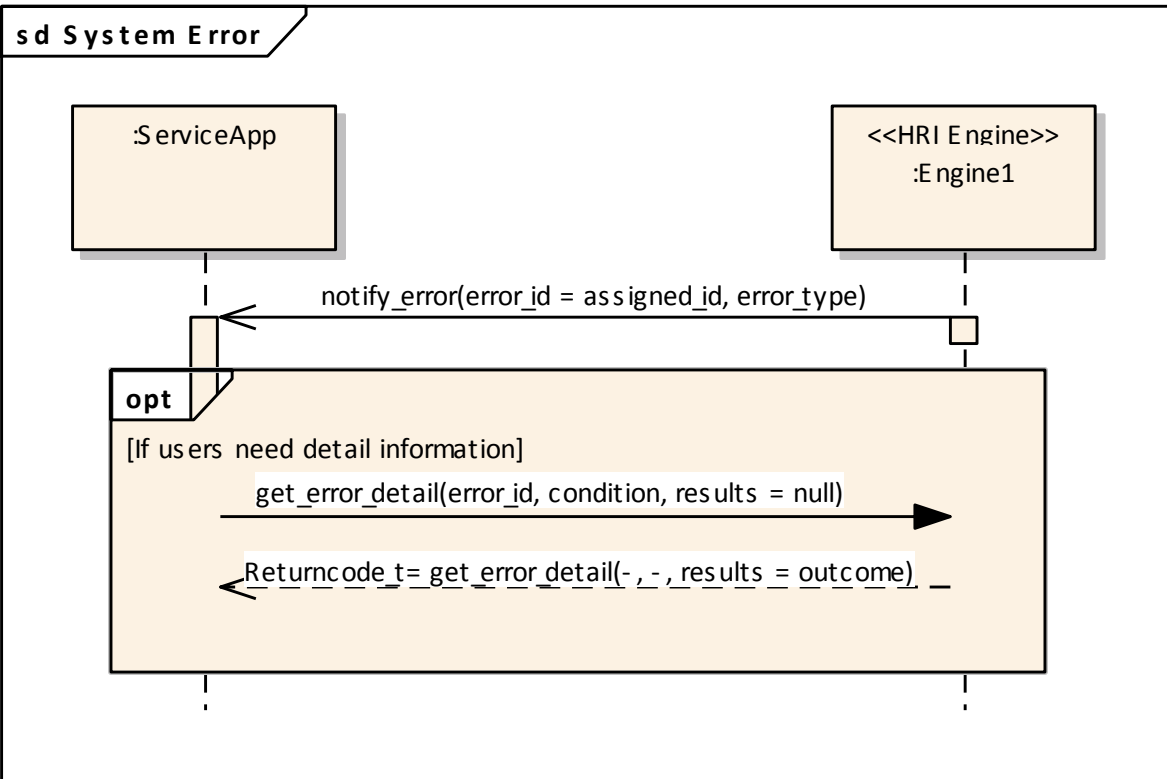 sd System Error
:ServiceApp
<<HRI Engine>>
:Engine1
notify_error(error_id = assigned_id, error_type)
opt
[If users need detail information]
get_error_detail(error_id, condition, results = null)
Returncode_t= get_error_detail(- , - , results = outcome)